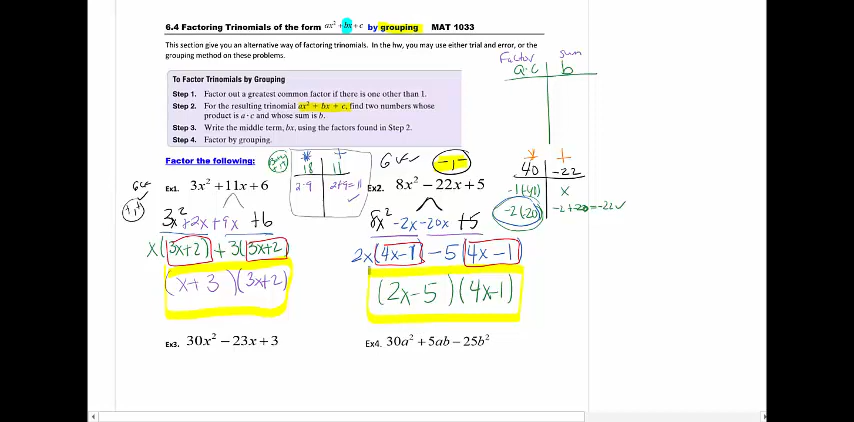 6.4 Factoring Trinomials of the form ax² + bx + c by grouping MAT 1033
This section give you an alternative way of factoring trinomials. In the hw, you may use either trial and error, or the
grouping method on these problems.
Factor sum
a·c b
To Factor Trinomials by Grouping
Step 1. Factor out a greatest common factor if there is one other than 1.
Step 2. For the resulting trinomial ax² + bx + c, find two numbers whose
product is a · c and whose sum is b.
Step 3. Write the middle term, bx, using the factors found in Step 2.
Step 4. Factor by grouping.
Factor the following:
* +
18 11
2·9 2+9=11 ✓
GCF ✓ -,-
* +
40 -22
-1(-40) x
-2(-20) -2+-20=-22 ✓
GCF ✓
+,+
Ex1. 3x² + 11x + 6
3x² +2x +9x +6
x(3x+2) + 3(3x+2)
(x+3)(3x+2)
Ex2. 8x² − 22x + 5
8x² -2x -20x +5
2x(4x-1) -5(4x-1)
(2x-5)(4x-1)
Ex3. 30x² − 23x + 3
Ex4. 30a² + 5ab − 25b²